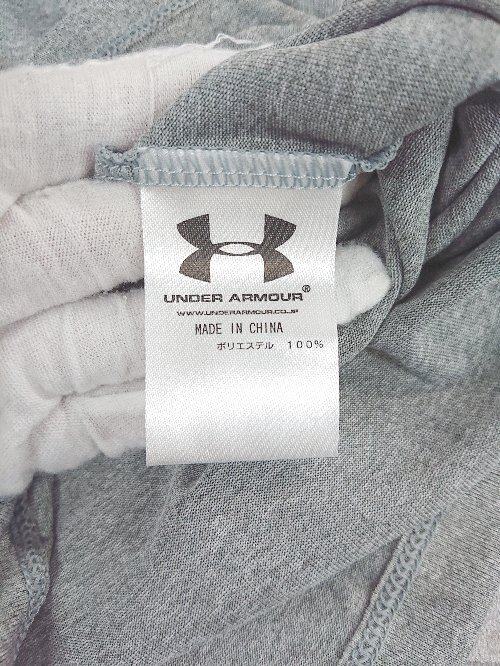 UNDER ARMOUR®
WWW.UNDERARMOUR.CO.JP
MADE IN CHINA
ポリエステル 100%